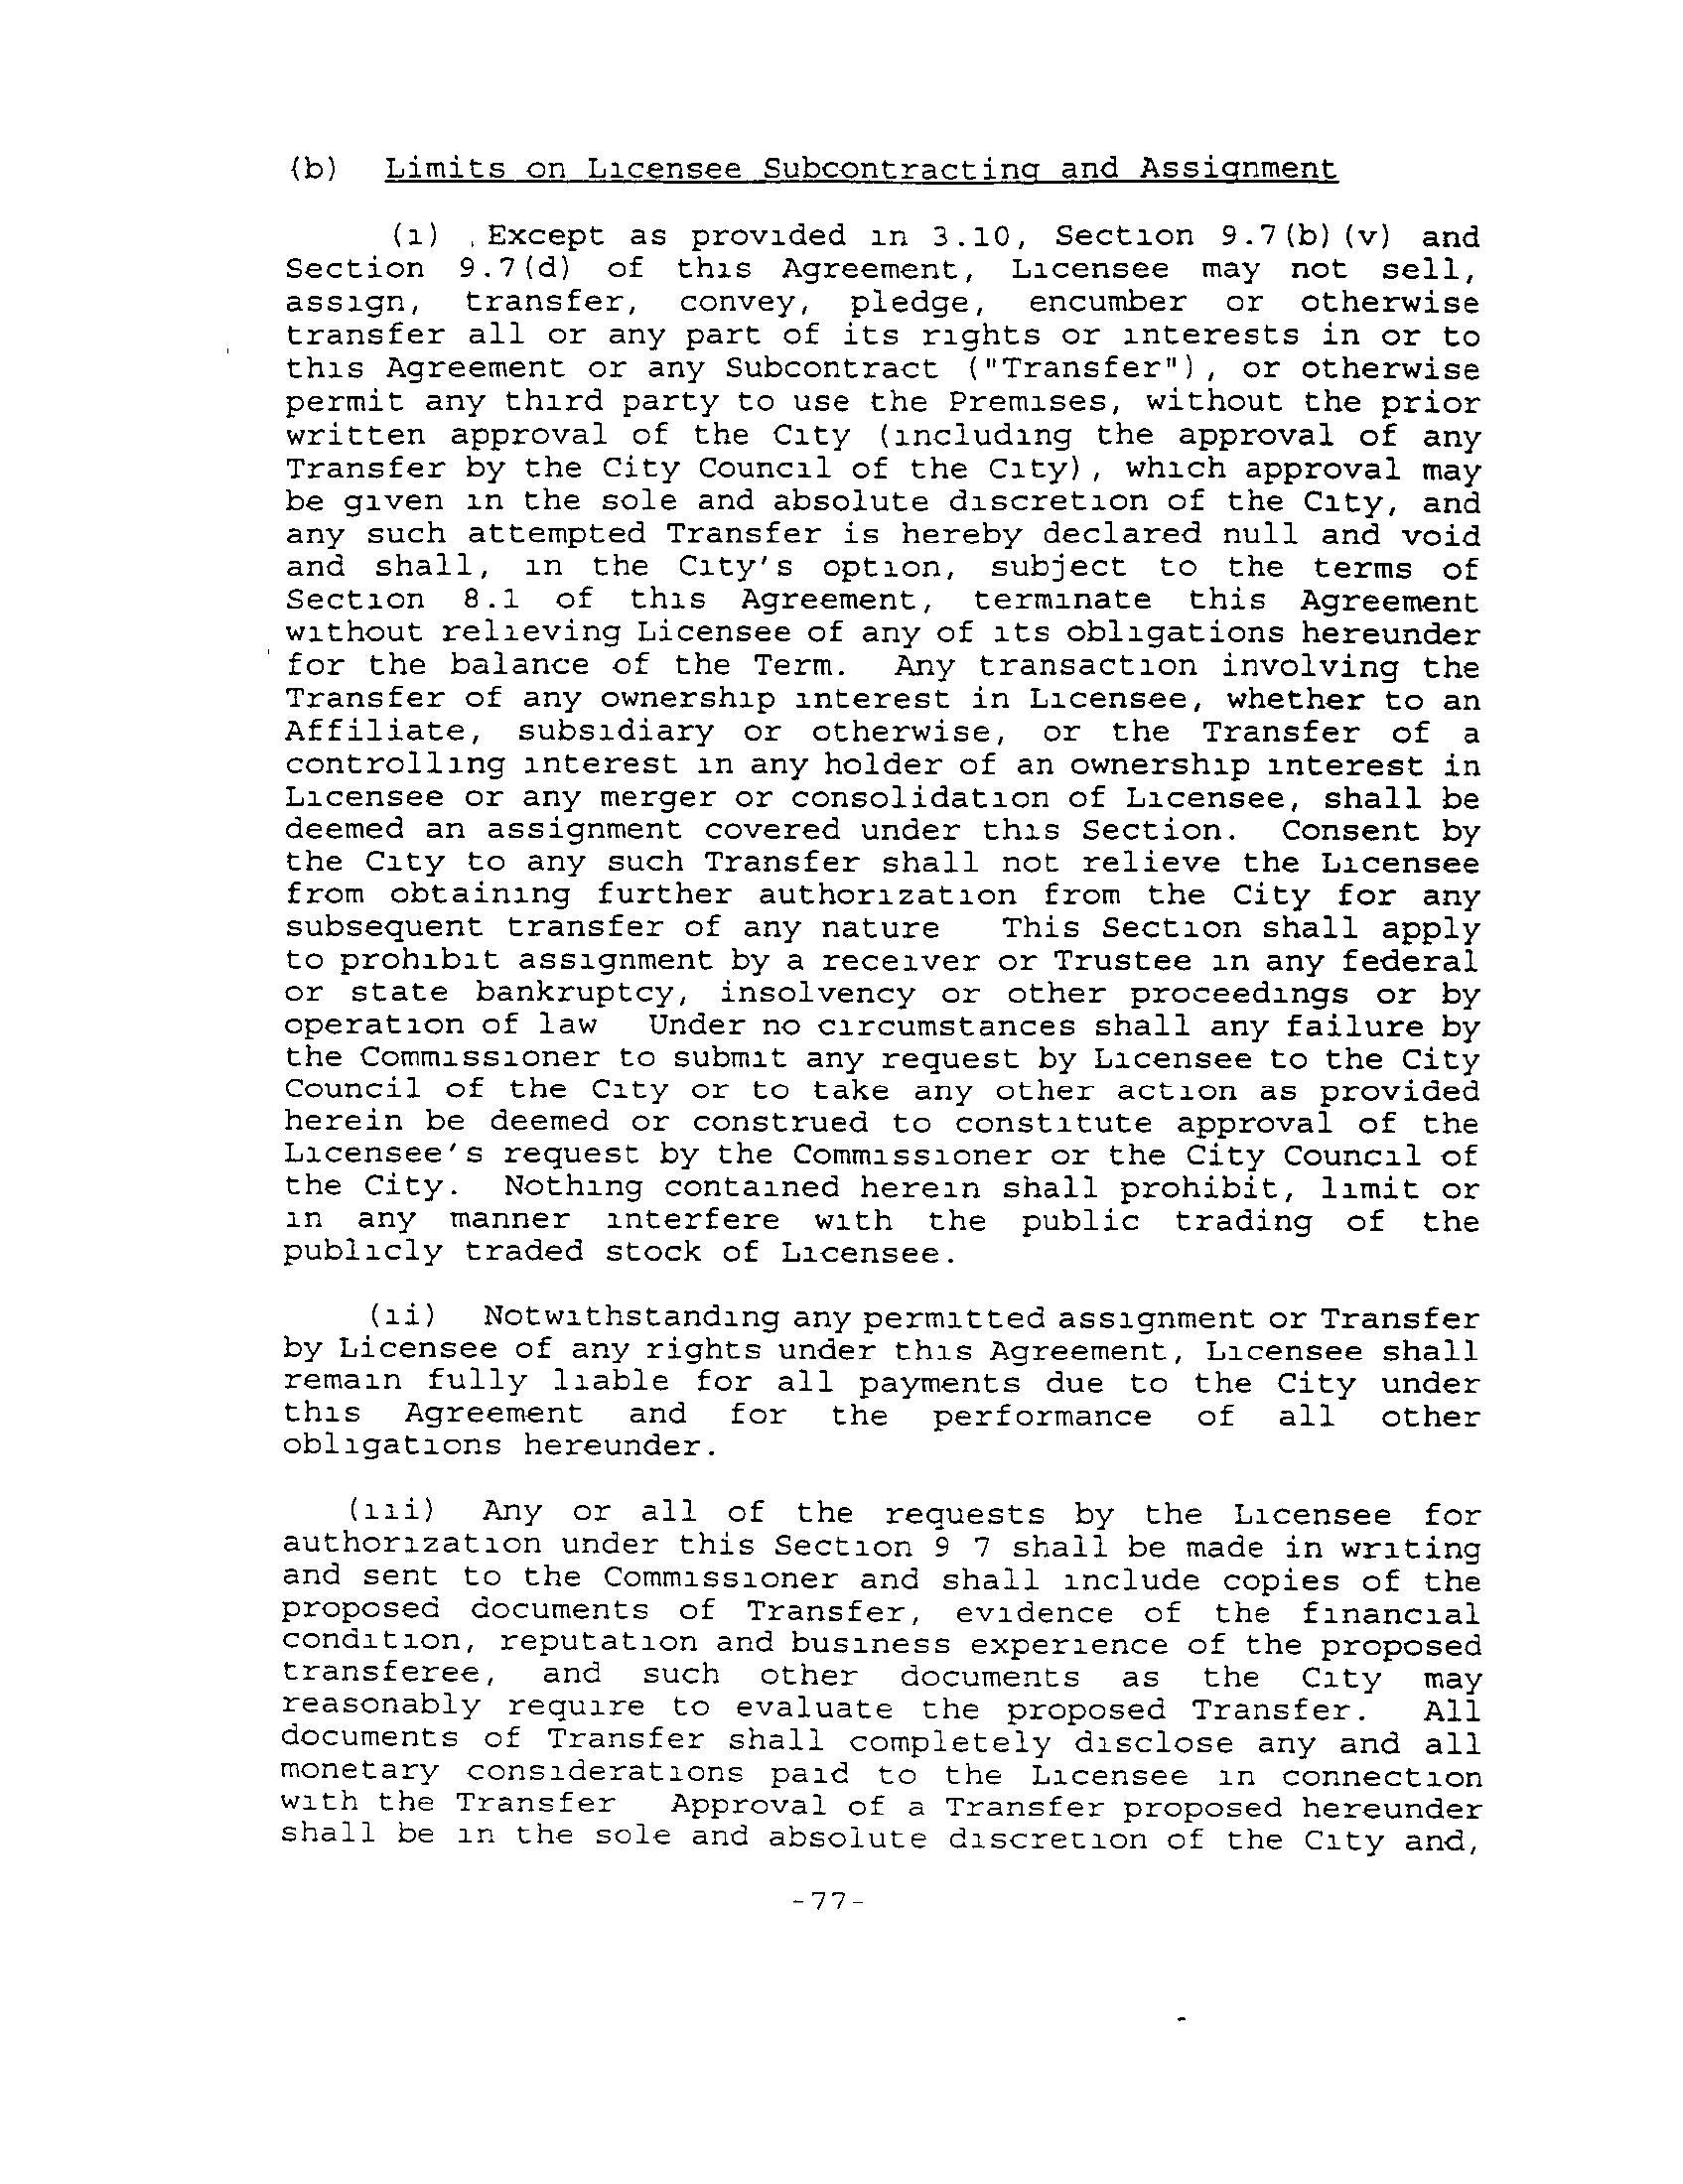 (b) Limits on Licensee Subcontracting and Assignment
(i) Except as provided in 3.10, Section 9.7(b)(v) and
Section 9.7(d) of this Agreement, Licensee may not sell,
assign, transfer, convey, pledge, encumber or otherwise
transfer all or any part of its rights or interests in or to
this Agreement or any Subcontract ("Transfer"), or otherwise
permit any third party to use the Premises, without the prior
written approval of the City (including the approval of any
Transfer by the City Council of the City), which approval may
be given in the sole and absolute discretion of the City, and
any such attempted Transfer is hereby declared null and void
and shall, in the City's option, subject to the terms of
Section 8.1 of this Agreement, terminate this Agreement
without relieving Licensee of any of its obligations hereunder
for the balance of the Term. Any transaction involving the
Transfer of any ownership interest in Licensee, whether to an
Affiliate, subsidiary or otherwise, or the Transfer of a
controlling interest in any holder of an ownership interest in
Licensee or any merger or consolidation of Licensee, shall be
deemed an assignment covered under this Section. Consent by
the City to any such Transfer shall not relieve the Licensee
from obtaining further authorization from the City for any
subsequent transfer of any nature This Section shall apply
to prohibit assignment by a receiver or Trustee in any federal
or state bankruptcy, insolvency or other proceedings or by
operation of law Under no circumstances shall any failure by
the Commissioner to submit any request by Licensee to the City
Council of the City or to take any other action as provided
herein be deemed or construed to constitute approval of the
Licensee's request by the Commissioner or the City Council of
the City. Nothing contained herein shall prohibit, limit or
in any manner interfere with the public trading of the
publicly traded stock of Licensee.
(ii) Notwithstanding any permitted assignment or Transfer
by Licensee of any rights under this Agreement, Licensee shall
remain fully liable for all payments due to the City under
this Agreement and for the performance of all other
obligations hereunder.
(iii) Any or all of the requests by the Licensee for
authorization under this Section 9 7 shall be made in writing
and sent to the Commissioner and shall include copies of the
proposed documents of Transfer, evidence of the financial
condition, reputation and business experience of the proposed
transferee, and such other documents as the City may
reasonably require to evaluate the proposed Transfer. All
documents of Transfer shall completely disclose any and all
monetary considerations paid to the Licensee in connection
with the Transfer Approval of a Transfer proposed hereunder
shall be in the sole and absolute discretion of the City and,
-77-